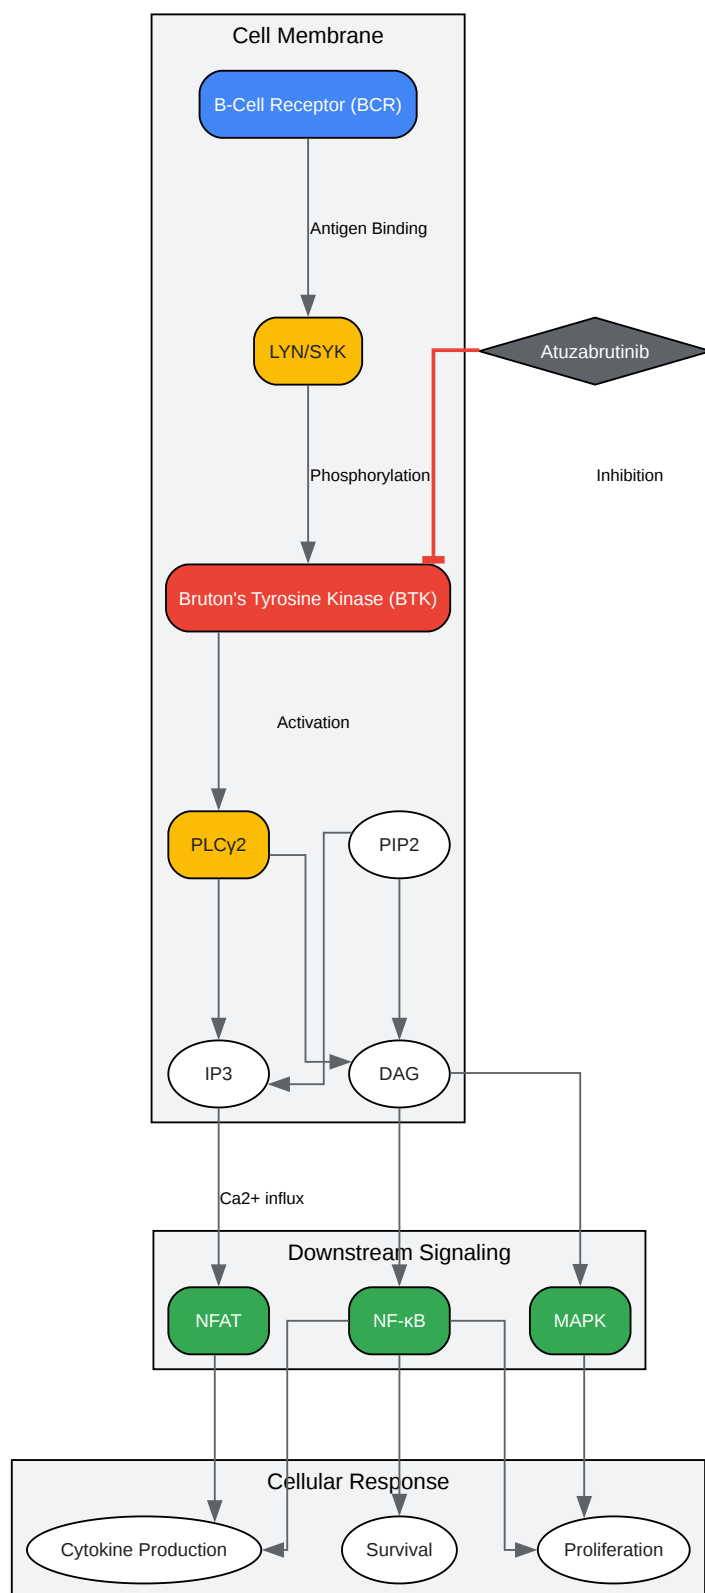 Cell Membrane
B-Cell Receptor (BCR)
Antigen Binding
LYN/SYK
Atuzabrutinib
Phosphorylation
Inhibition
Bruton's Tyrosine Kinase (BTK)
Activation
PLCγ2
PIP2
IP3
DAG
Ca2+ influx
Downstream Signaling
NFAT
NF-κB
MAPK
Cellular Response
Cytokine Production
Survival
Proliferation